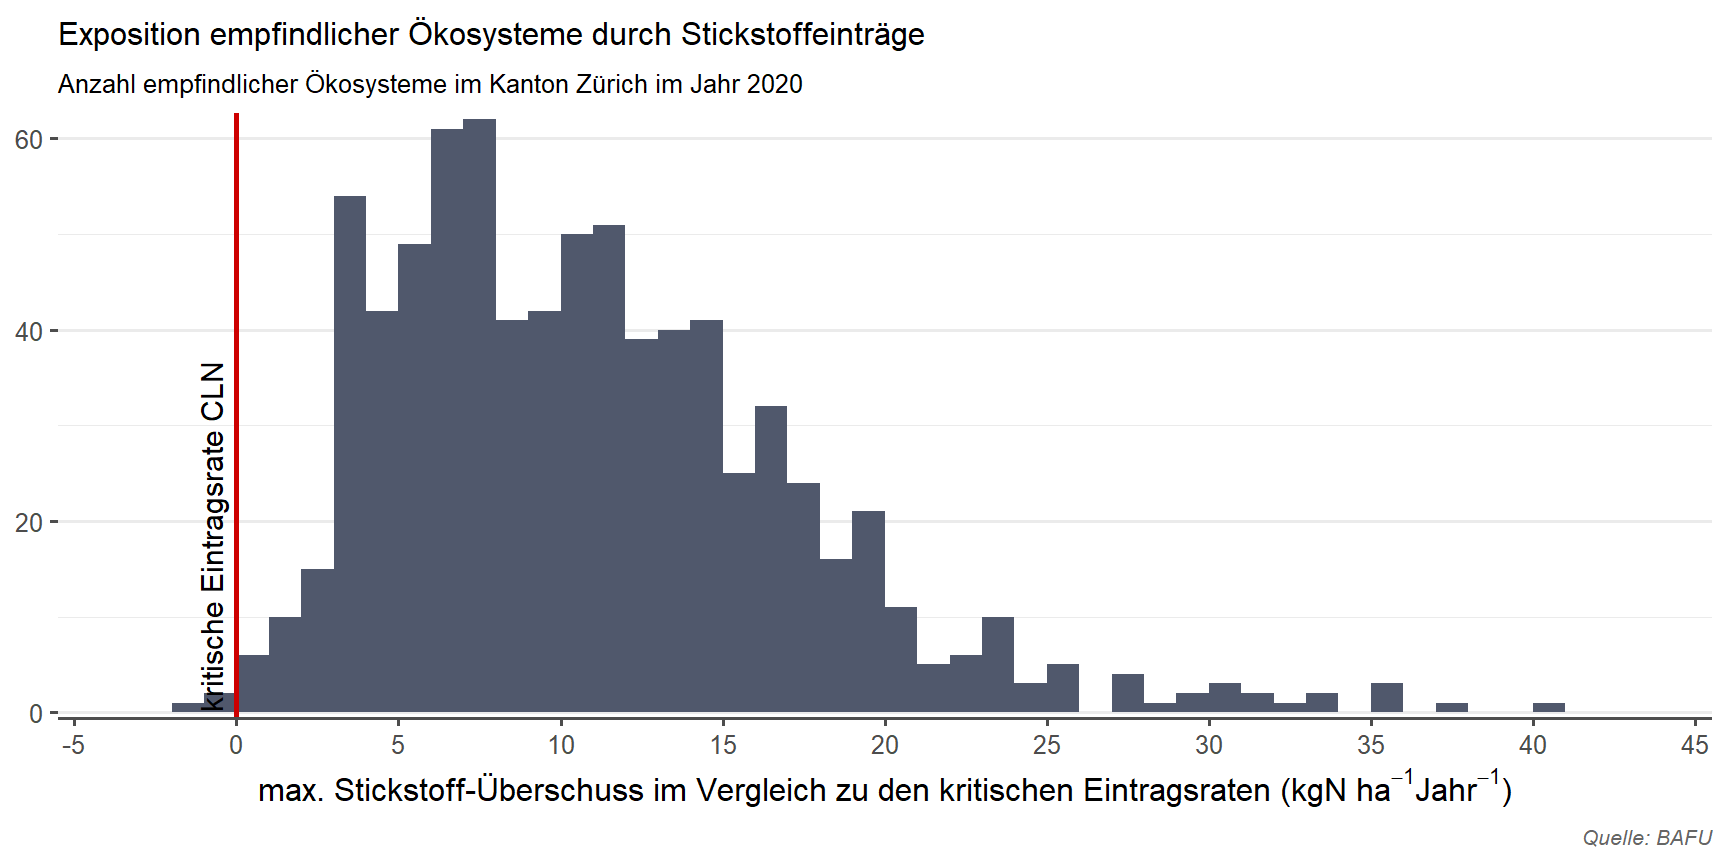 Exposition empfindlicher Ökosysteme durch Stickstoffeinträge
Anzahl empfindlicher Ökosysteme im Kanton Zürich im Jahr 2020
60
40
20
0
kritische Eintragsrate CLN
-5 0 5 10 15 20 25 30 35 40 45
max. Stickstoff-Überschuss im Vergleich zu den kritischen Eintragsraten (kgN ha⁻¹Jahr⁻¹)
Quelle: BAFU